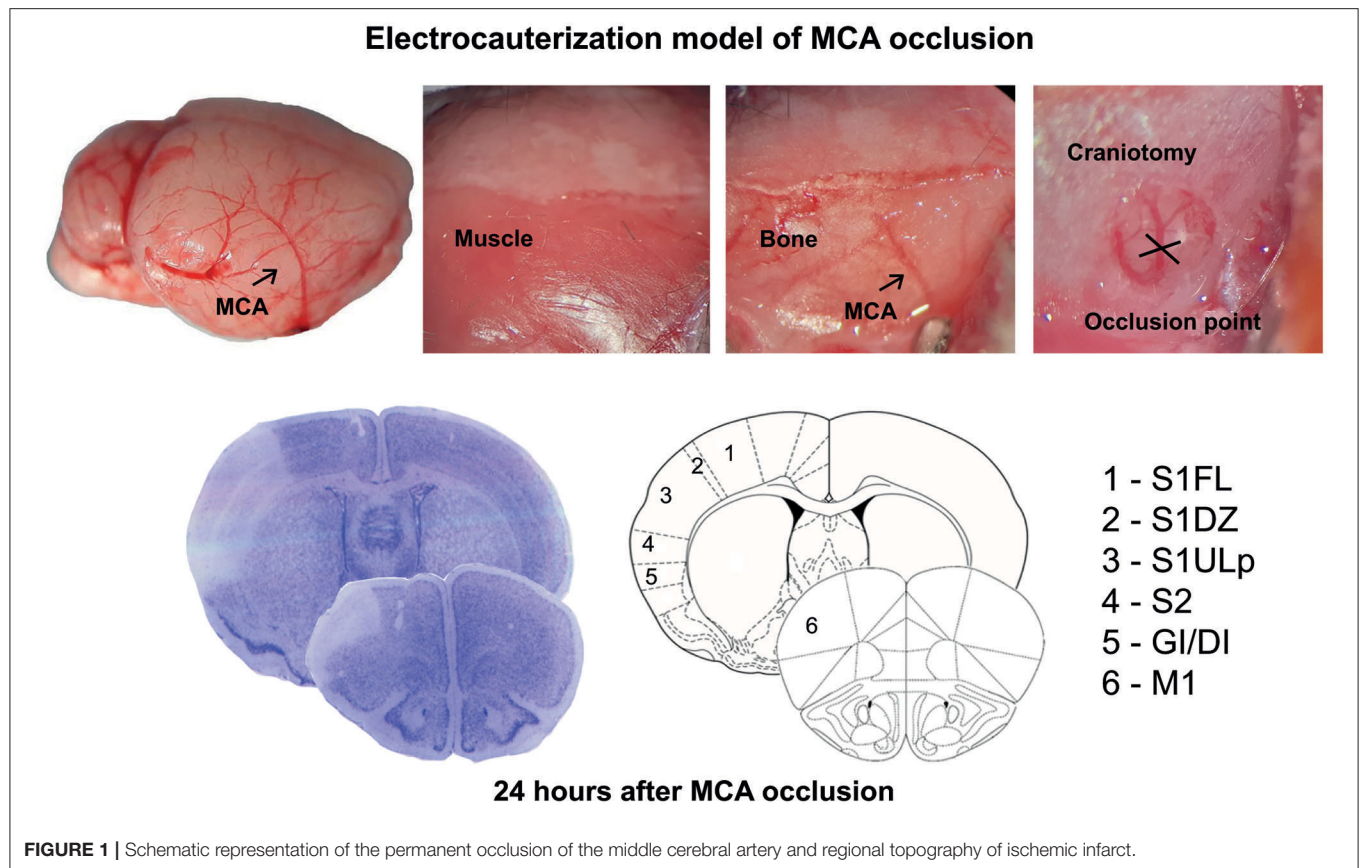 Electrocauterization model of MCA occlusion
MCA
Muscle
Bone
MCA
Craniotomy
Occlusion point
1
2
3
4
5
6
1 - S1FL
2 - S1DZ
3 - S1ULp
4 - S2
5 - GI/DI
6 - M1
24 hours after MCA occlusion
FIGURE 1 | Schematic representation of the permanent occlusion of the middle cerebral artery and regional topography of ischemic infarct.